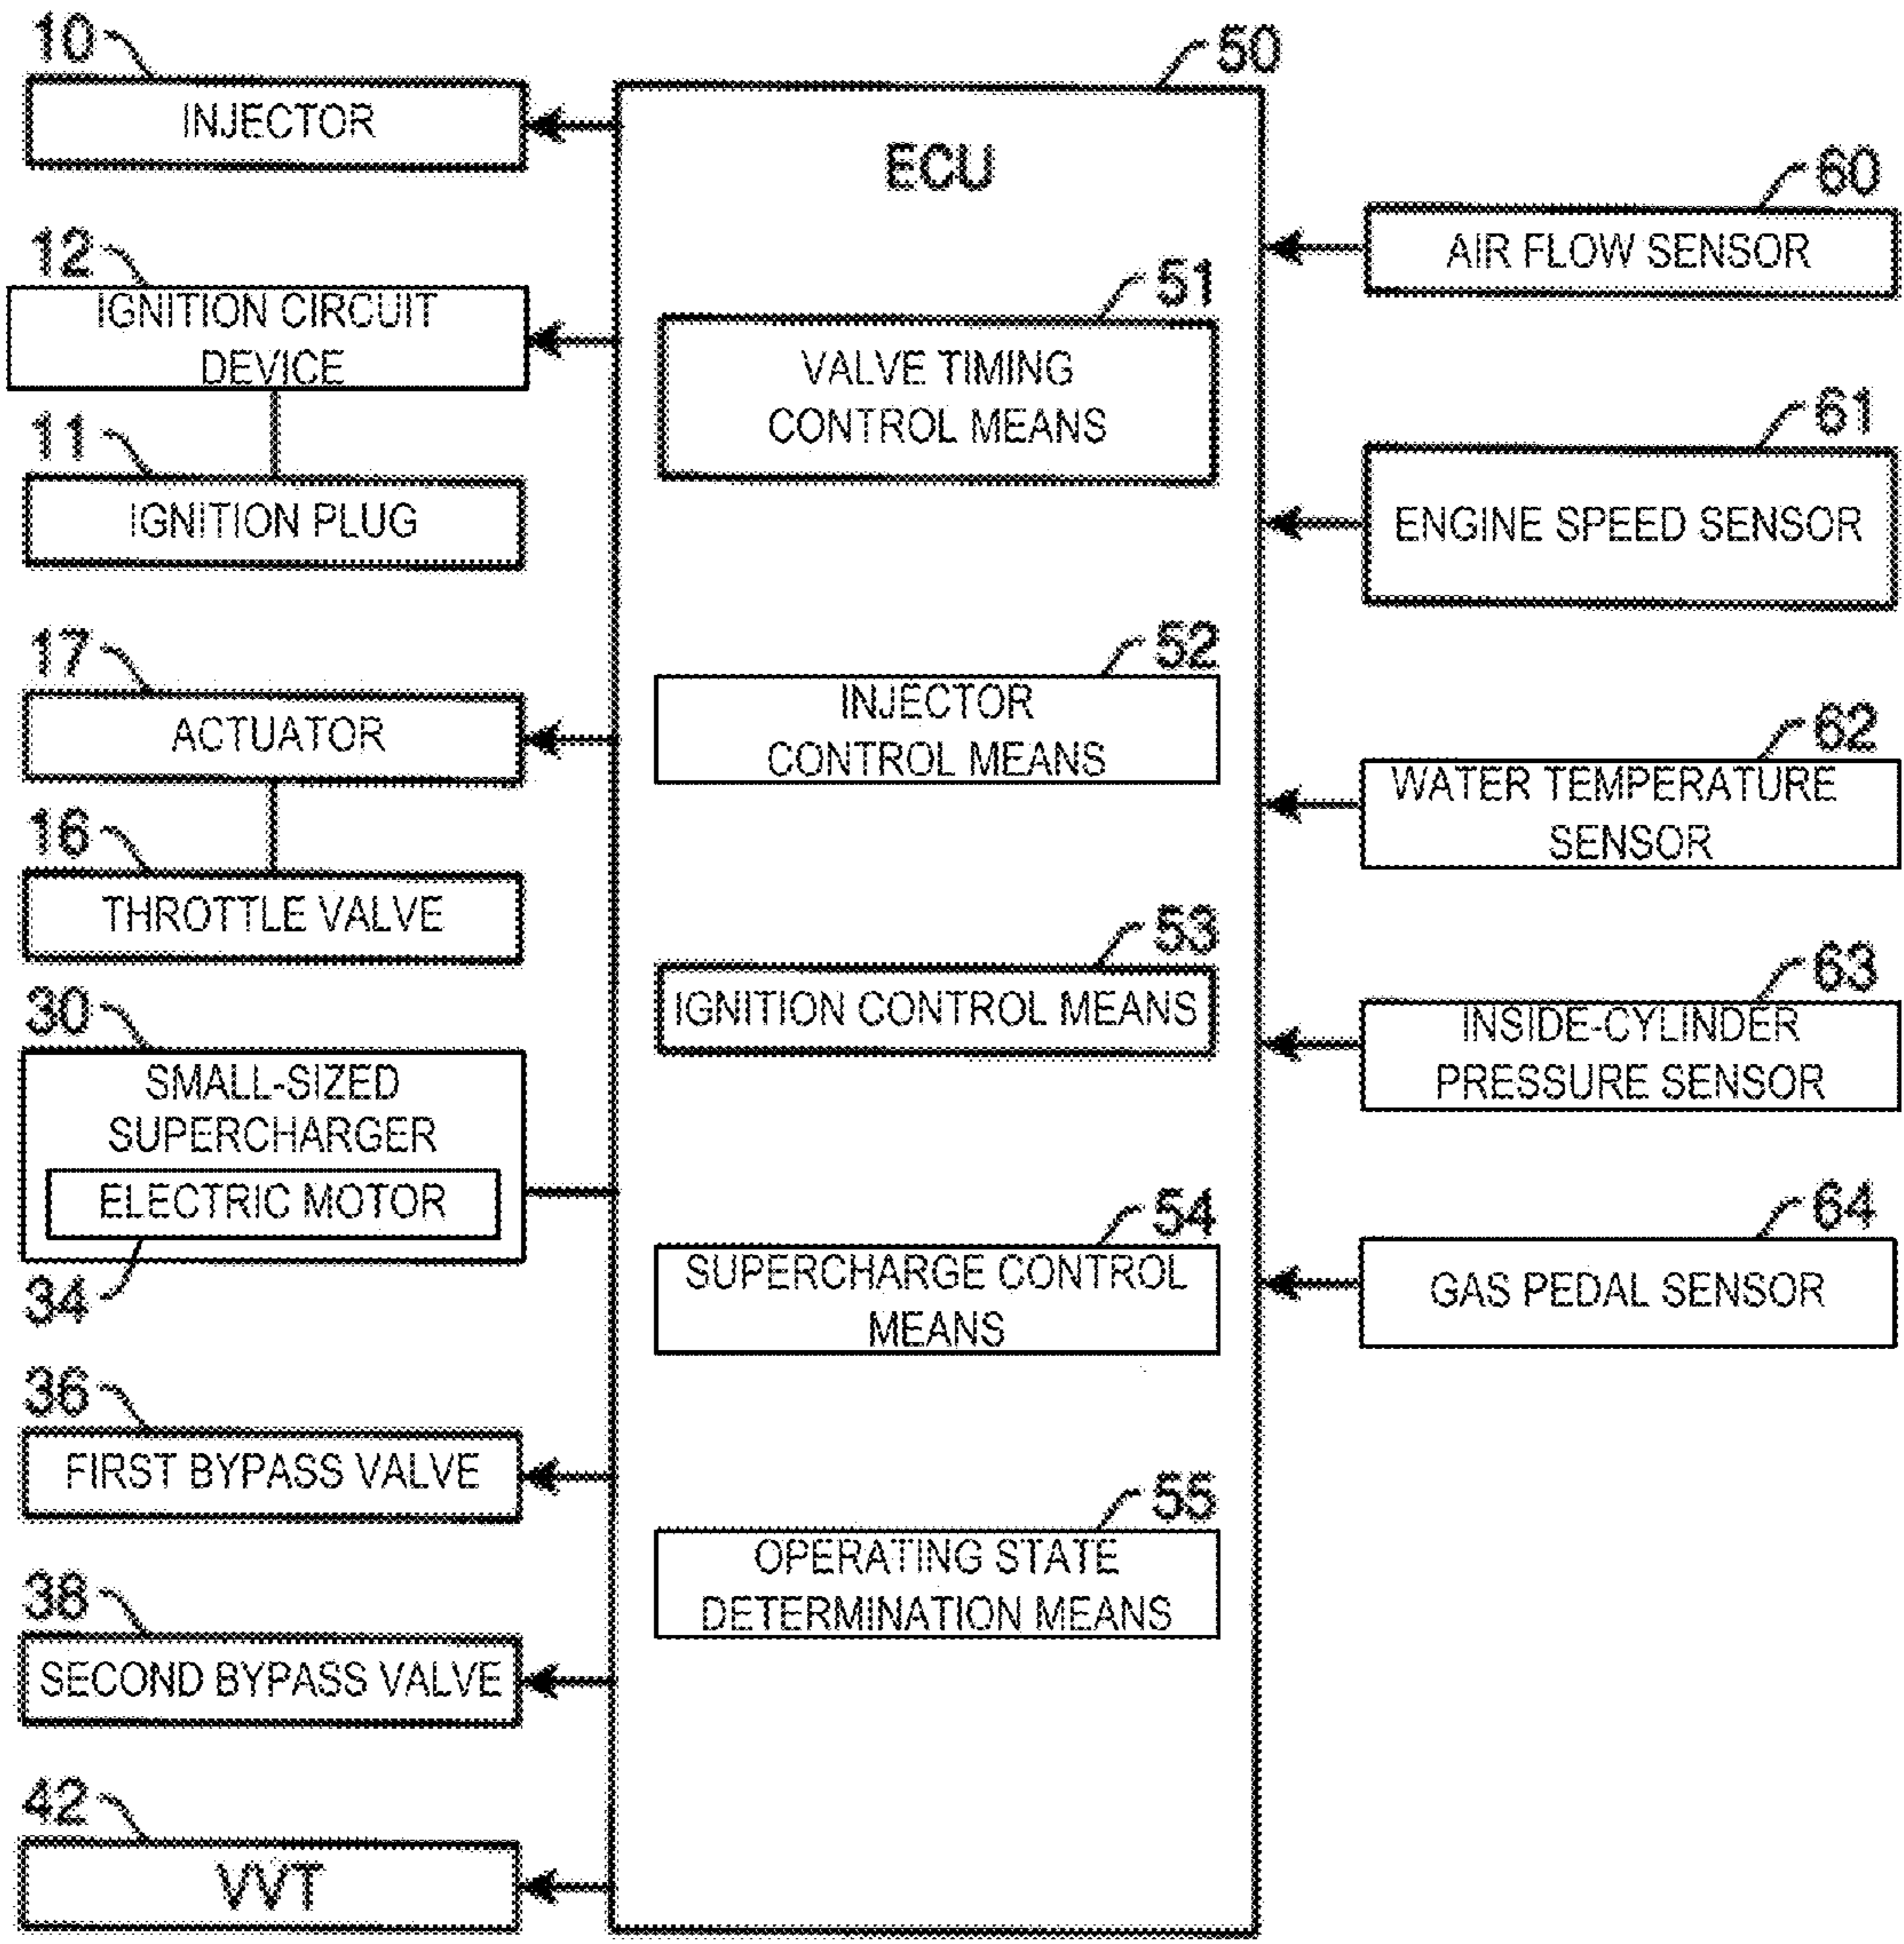 10
INJECTOR
12
IGNITION CIRCUIT
DEVICE
11
IGNITION PLUG
17
ACTUATOR
16
THROTTLE VALVE
30
SMALL-SIZED
SUPERCHARGER
ELECTRIC MOTOR
34
36
FIRST BYPASS VALVE
38
SECOND BYPASS VALVE
42
VVT
50
ECU
51
VALVE TIMING
CONTROL MEANS
52
INJECTOR
CONTROL MEANS
53
IGNITION CONTROL MEANS
54
SUPERCHARGE CONTROL
MEANS
55
OPERATING STATE
DETERMINATION MEANS
60
AIR FLOW SENSOR
61
ENGINE SPEED SENSOR
62
WATER TEMPERATURE
SENSOR
63
INSIDE-CYLINDER
PRESSURE SENSOR
64
GAS PEDAL SENSOR